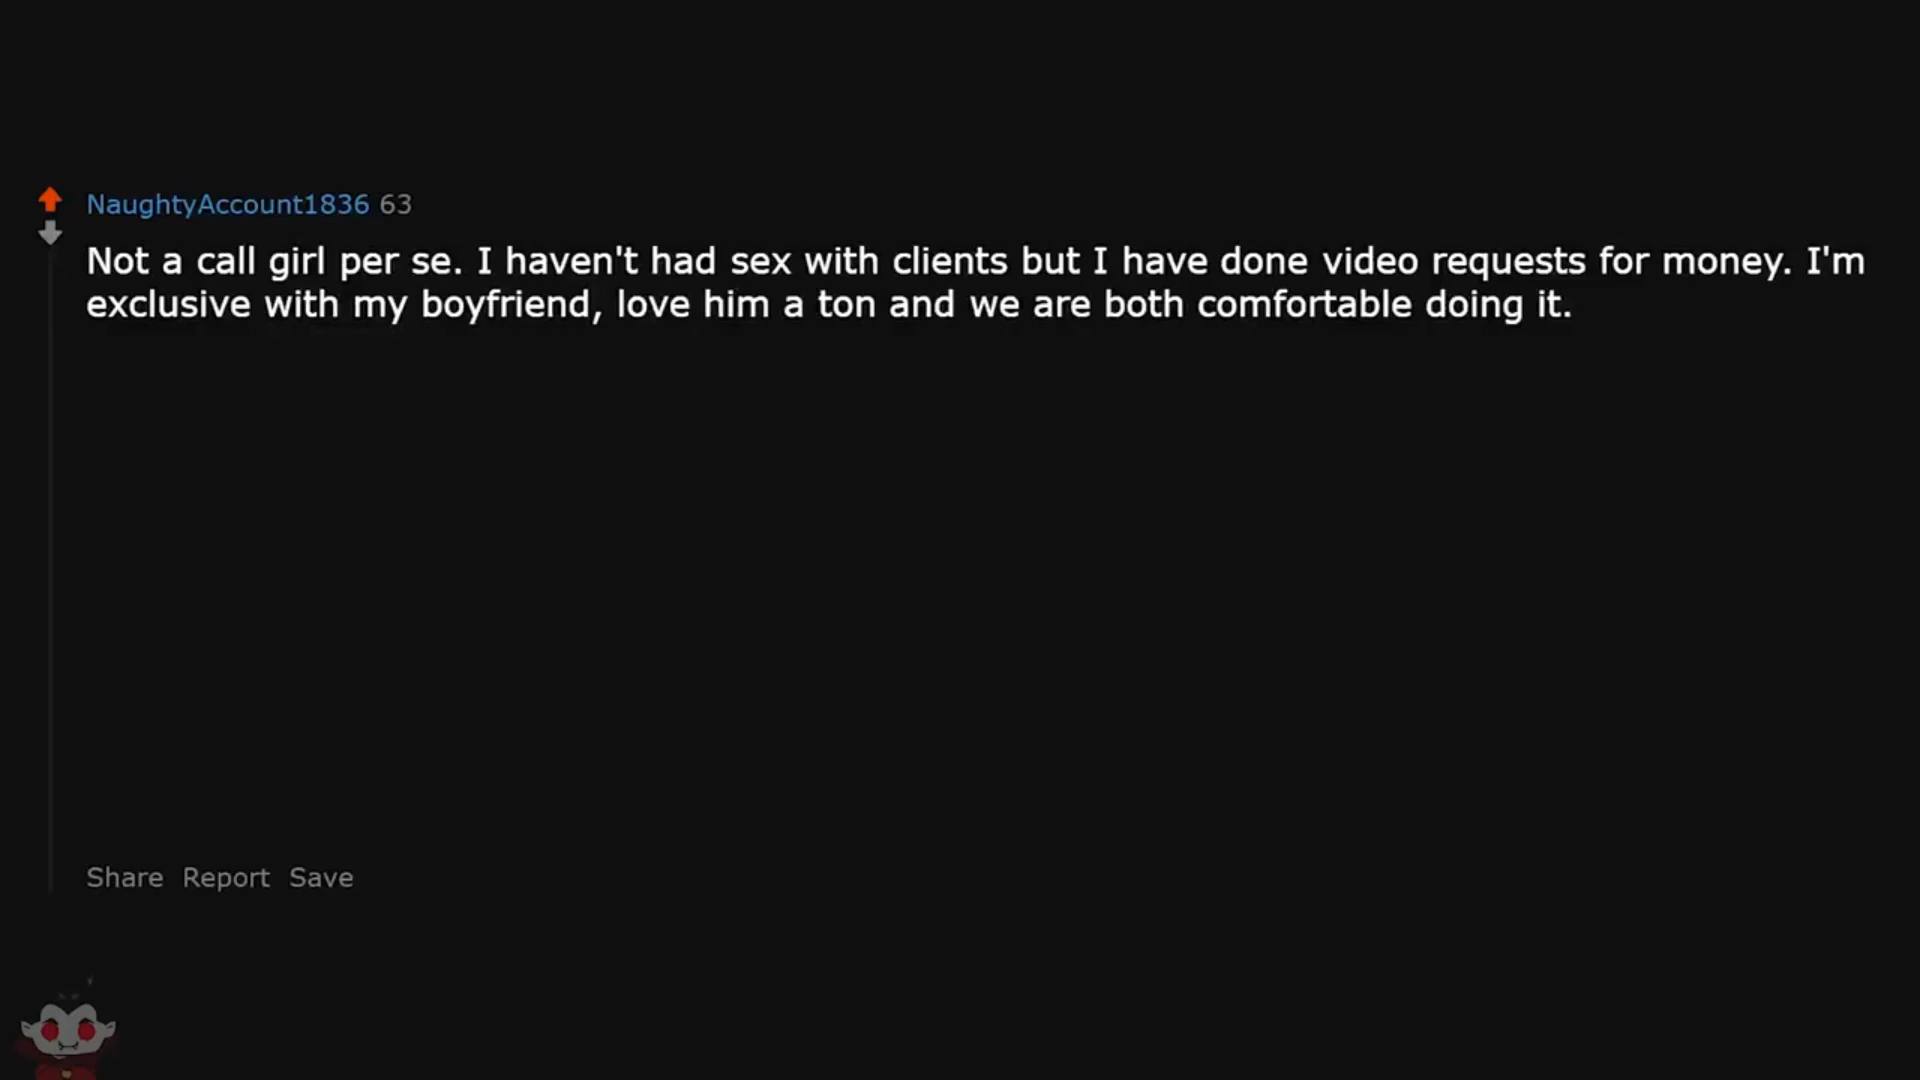 NaughtyAccount1836 63
Not a call girl per se. I haven't had sex with clients but I have done video requests for money. I'm
exclusive with my boyfriend, love him a ton and we are both comfortable doing it.
Share Report Save